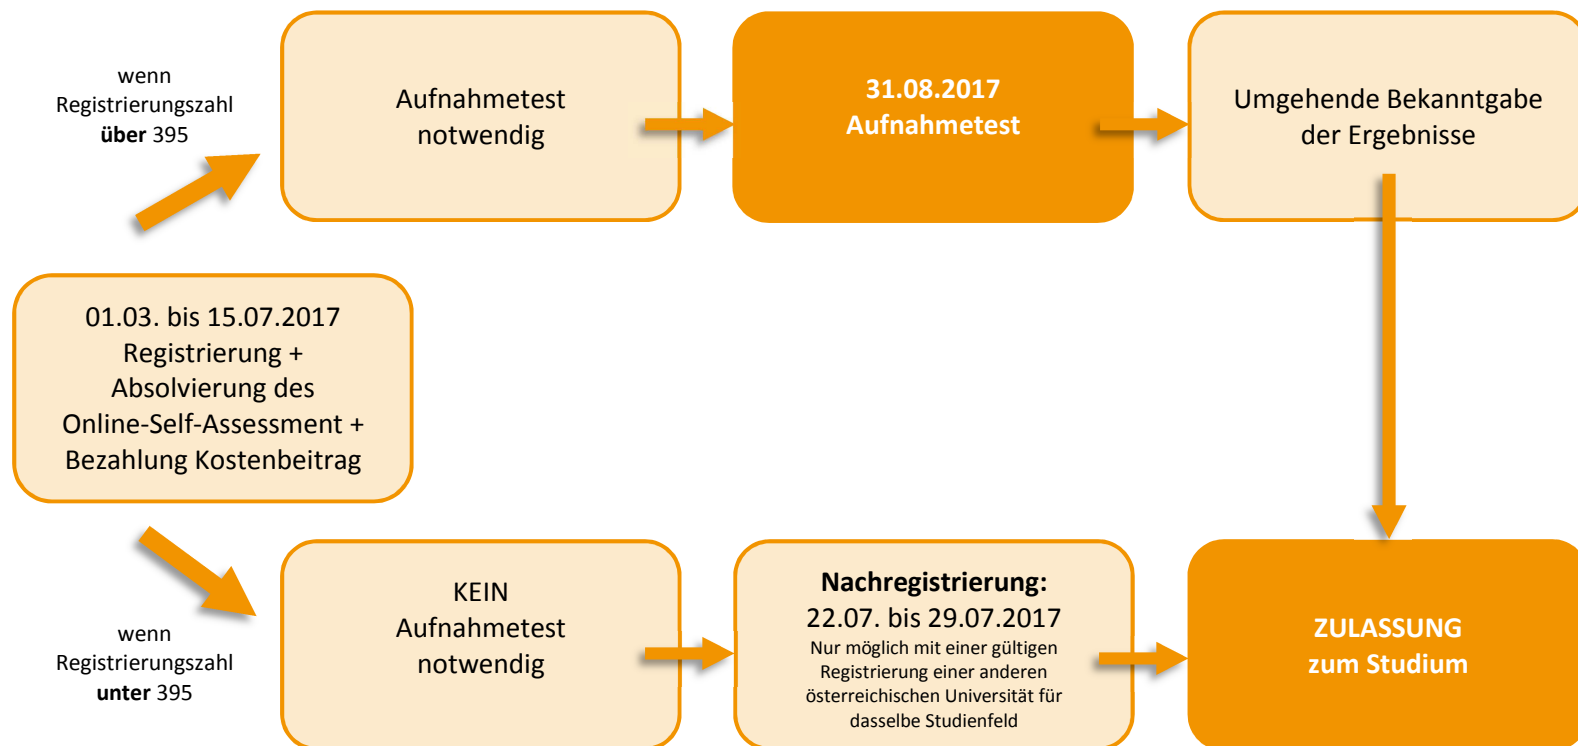 wenn
Registrierungszahl
über 395
Aufnahmetest
notwendig
31.08.2017
Aufnahmetest
Umgehende Bekanntgabe
der Ergebnisse
01.03. bis 15.07.2017
Registrierung +
Absolvierung des
Online-Self-Assessment +
Bezahlung Kostenbeitrag
wenn
Registrierungszahl
unter 395
KEIN
Aufnahmetest
notwendig
Nachregistrierung:
22.07. bis 29.07.2017
Nur möglich mit einer gültigen
Registrierung einer anderen
österreichischen Universität für
dasselbe Studienfeld
ZULASSUNG
zum Studium